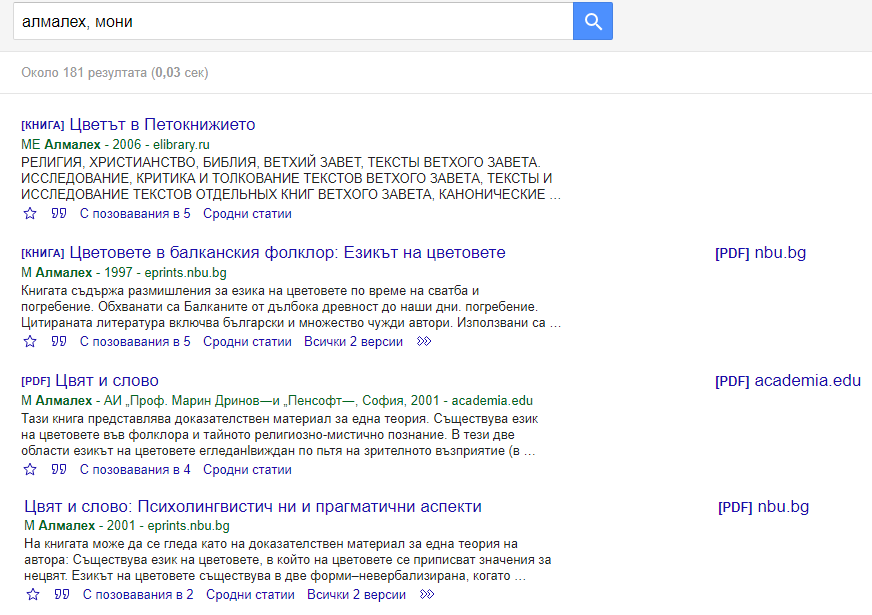 алмалех, мони
Около 181 резултата (0,03 сек)
[КНИГА] Цветът в Петокнижието
МЕ Алмалех - 2006 - elibrary.ru
РЕЛИГИЯ, ХРИСТИАНСТВО, БИБЛИЯ, ВЕТХИЙ ЗАВЕТ, ТЕКСТЫ ВЕТХОГО ЗАВЕТА.
ИССЛЕДОВАНИЕ, КРИТИКА И ТОЛКОВАНИЕ ТЕКСТОВ ВЕТХОГО ЗАВЕТА, ТЕКСТЫ И
ИССЛЕДОВАНИЕ ТЕКСТОВ ОТДЕЛЬНЫХ КНИГ ВЕТХОГО ЗАВЕТА, КАНОНИЧЕСКИЕ ...
С позовавания в 5 Сродни статии
[КНИГА] Цветовете в балканския фолклор: Езикът на цветовете
[PDF] nbu.bg
М Алмалех - 1997 - eprints.nbu.bg
Книгата съдържа размишления за езика на цветовете по време на сватба и
погребение. Обхванати са Балканите от дълбока древност до наши дни. погребение.
Цитираната литература включва български и множество чужди автори. Използвани са ...
С позовавания в 5 Сродни статии Всички 2 версии
[PDF] Цвят и слово
[PDF] academia.edu
М Алмалех - АИ „Проф. Марин Дринов—и „Пенсофт—, София, 2001 - academia.edu
Тази книга представлява доказателствен материал за една теория. Съществува език
на цветовете във фолклора и тайното религиозно-мистично познание. В тези две
области езикът на цветовете егледанІвиждан по пътя на зрителното възприятие (в ...
С позовавания в 4 Сродни статии
Цвят и слово: Психолингвистич ни и прагматични аспекти
[PDF] nbu.bg
М Алмалех - 2001 - eprints.nbu.bg
На книгата може да се гледа като на доказателствен материал за една теория на
автора: Съществува език на цветовете, в който на цветовете се приписват значения за
нецвят. Езикът на цветовете съществува в две форми–невербализирана, когато ...
С позовавания в 2 Сродни статии Всички 2 версии